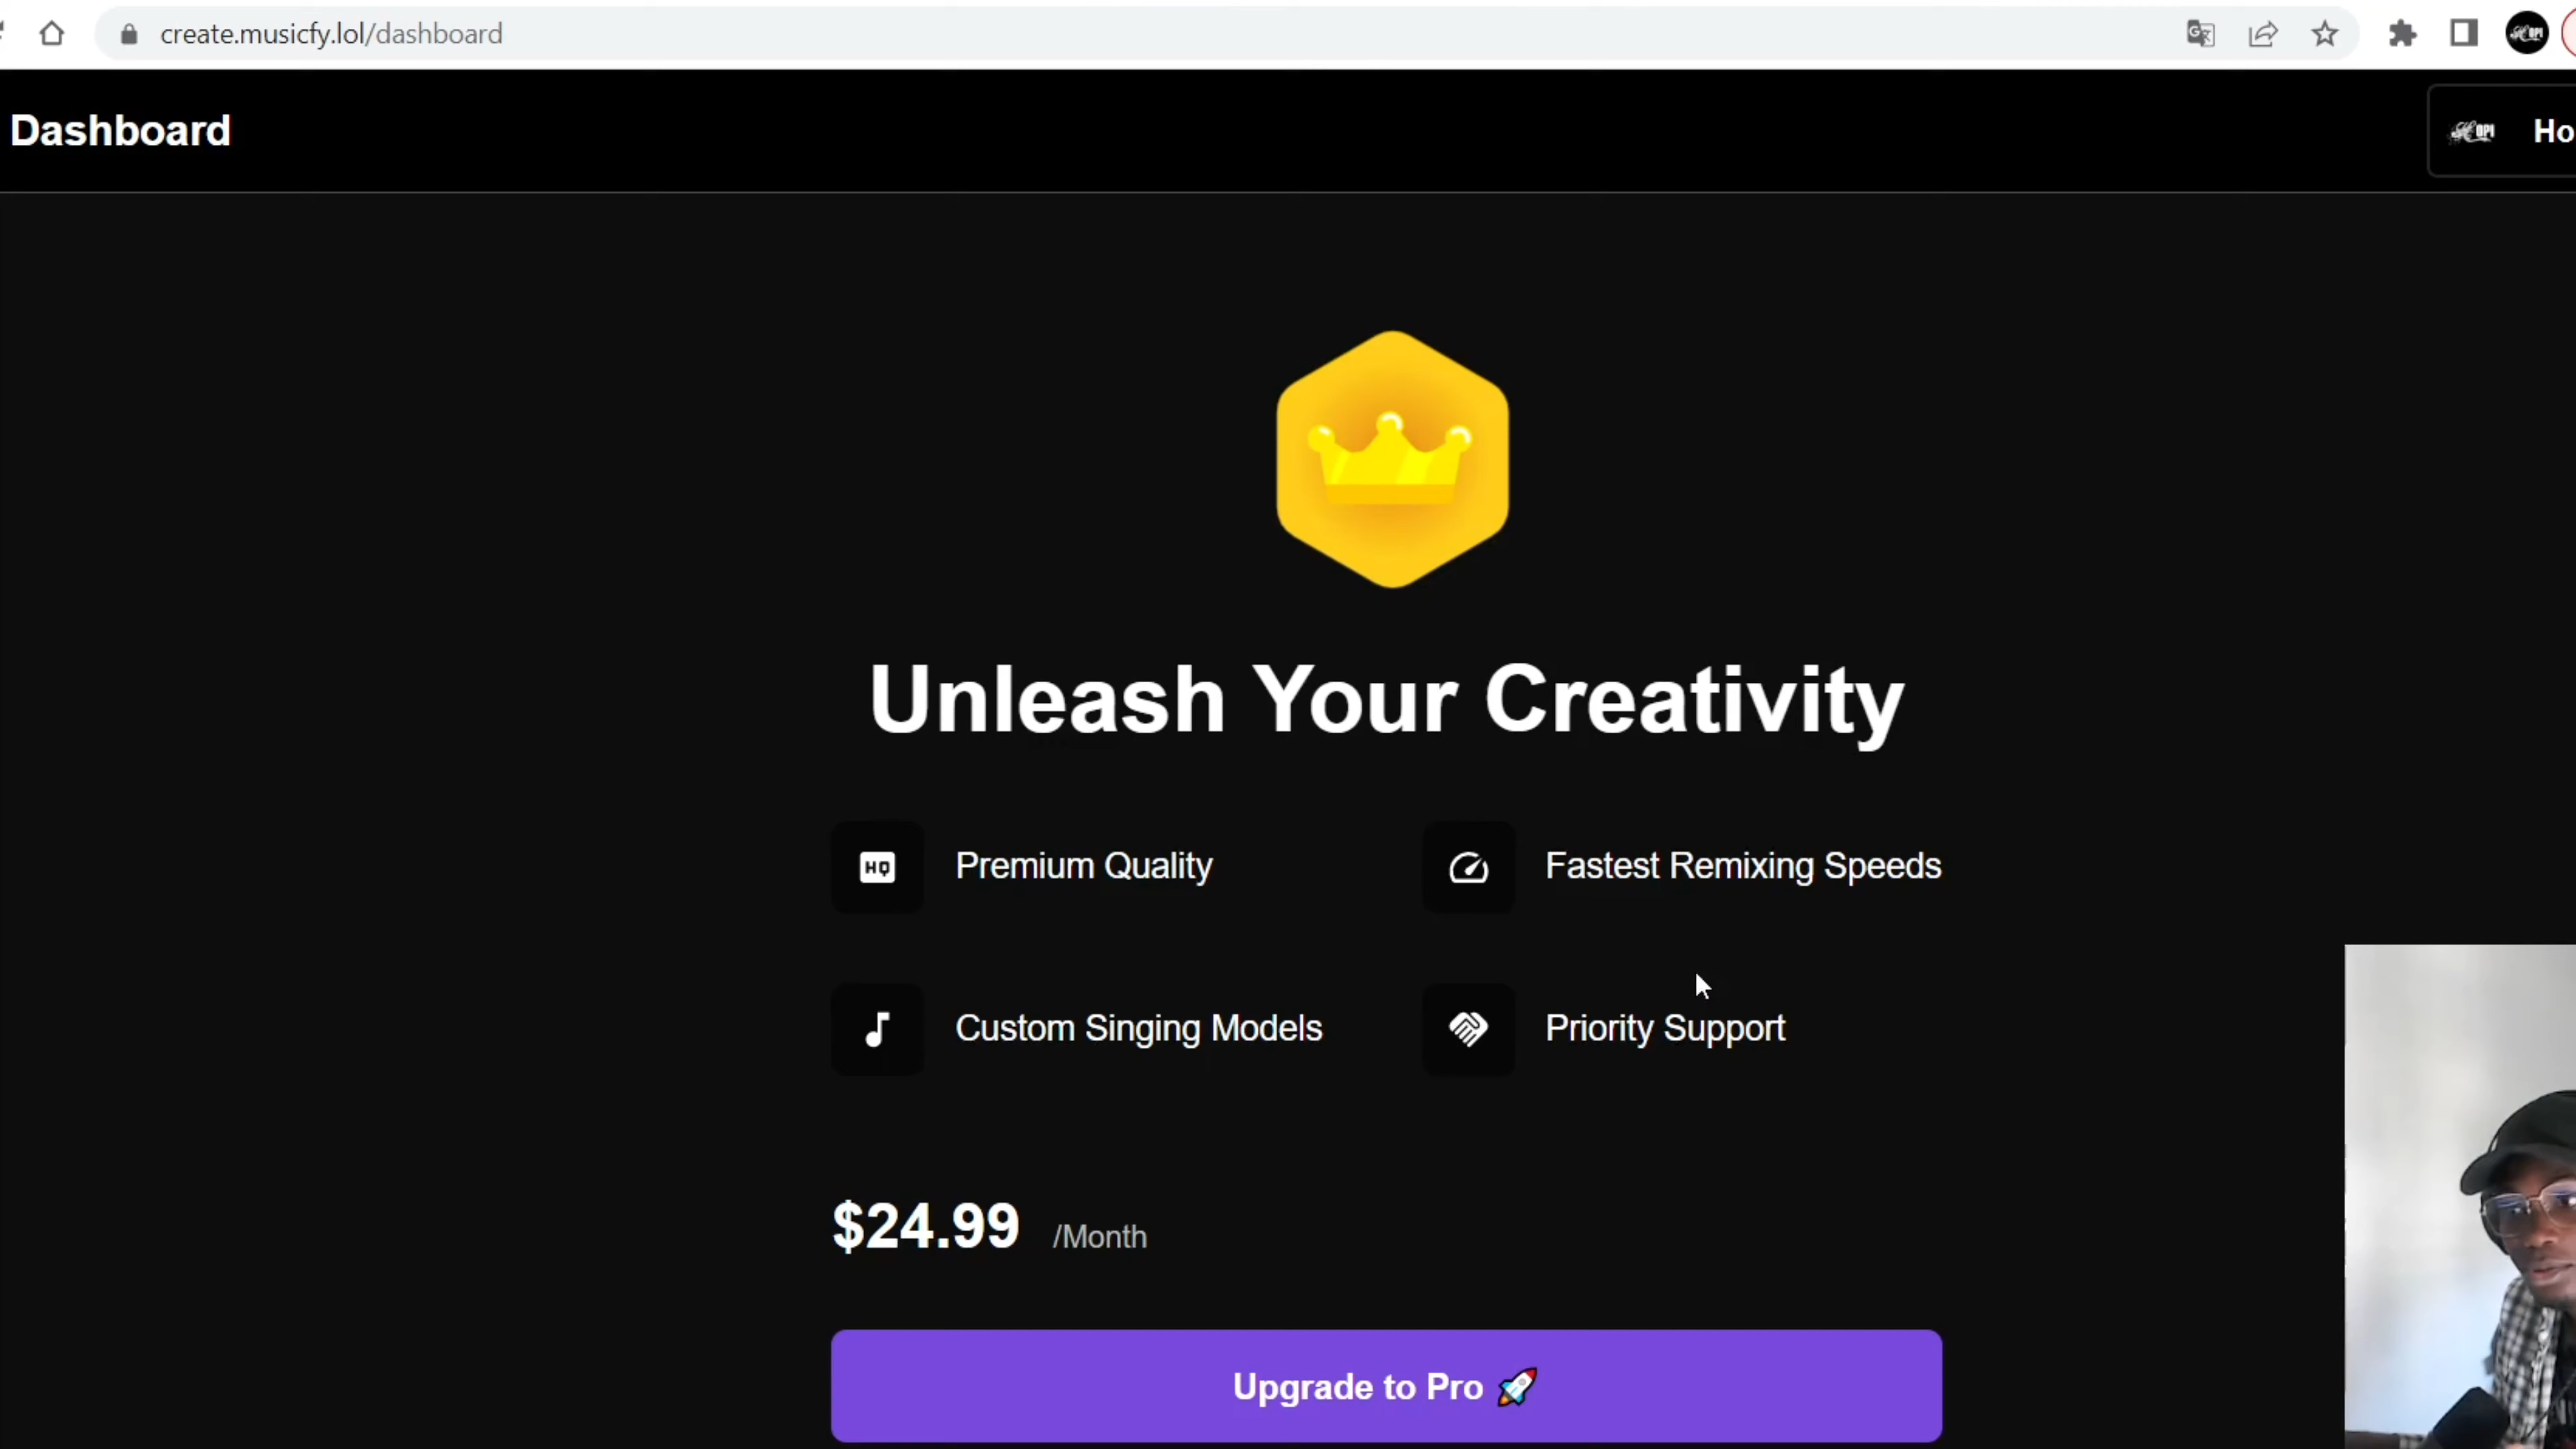 create.musicfy.lol/dashboard
Dashboard
OPI
Ho
Unleash Your Creativity
HQ Premium Quality
Fastest Remixing Speeds
Custom Singing Models
Priority Support
$24.99 /Month
Upgrade to Pro